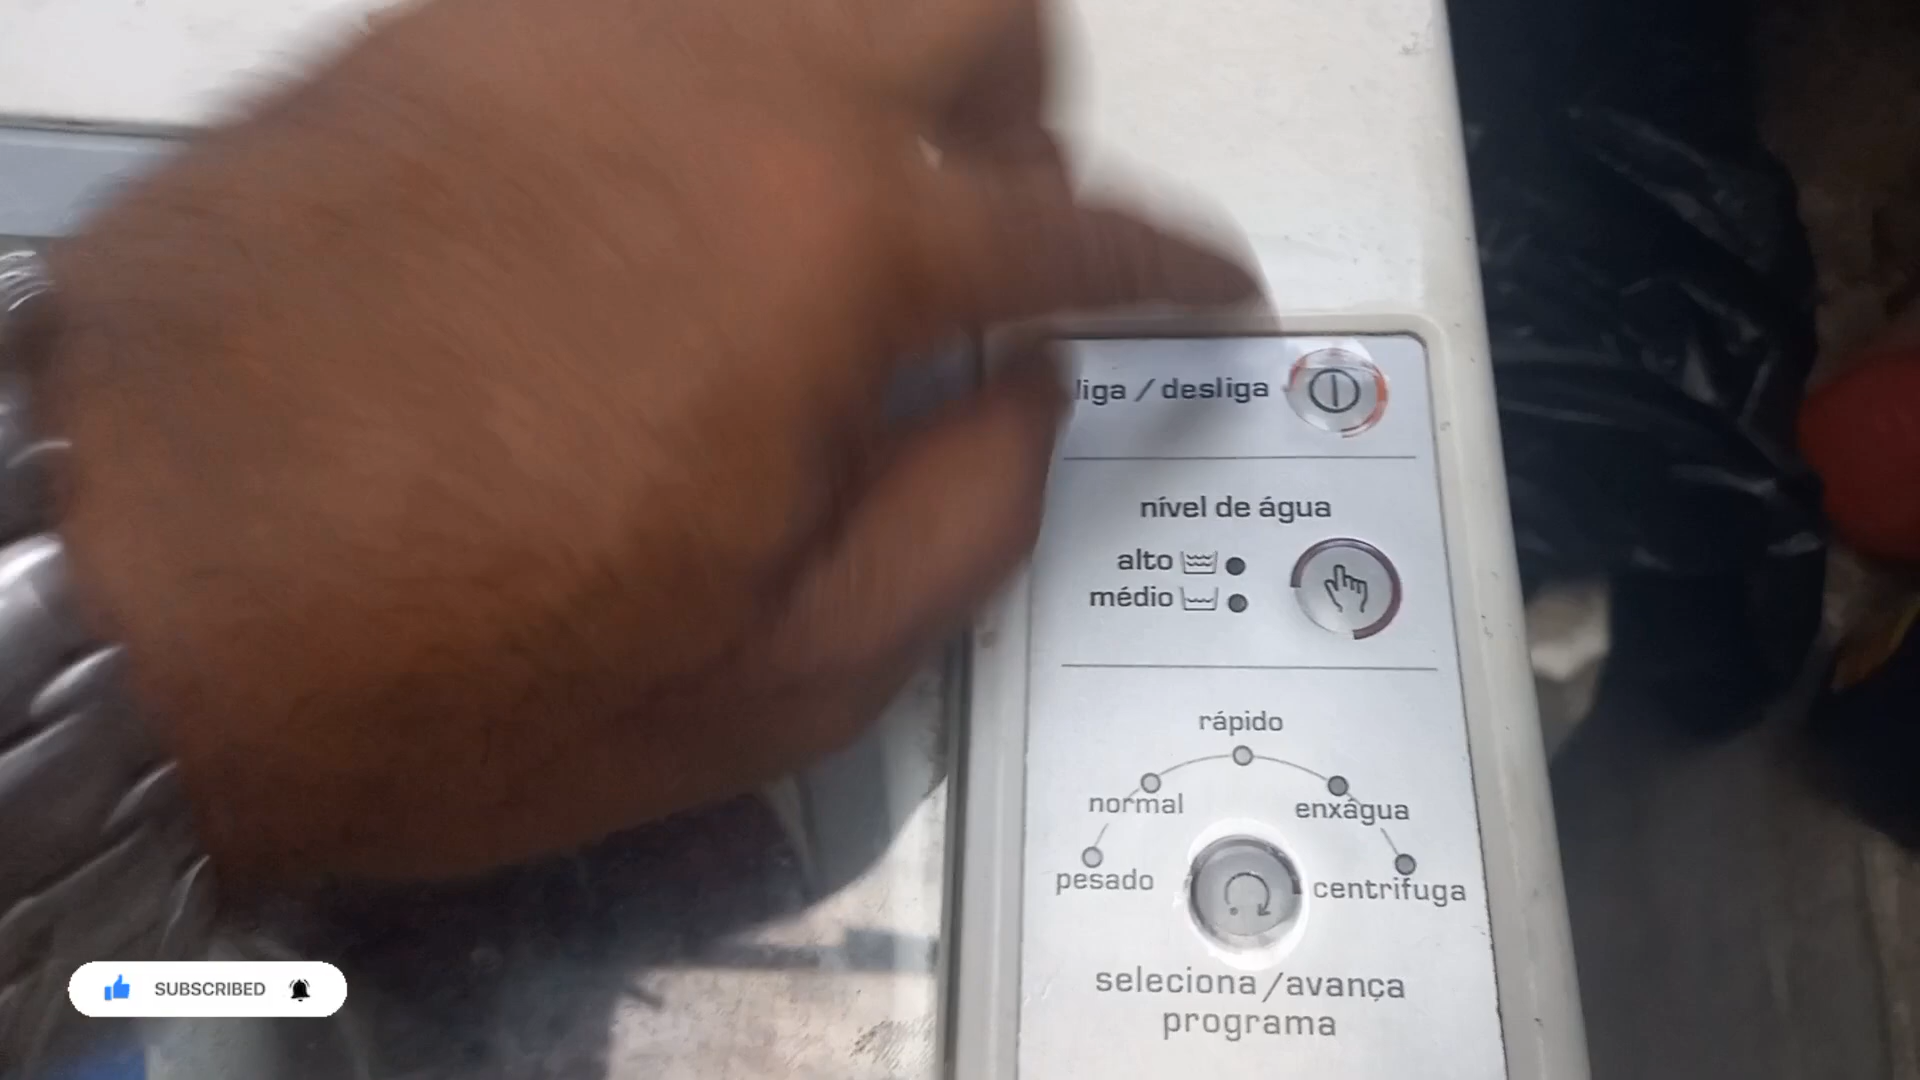 liga / desliga
nível de água
alto
médio
rápido
normal
enxágua
pesado
centrifuga
seleciona/avança
programa
SUBSCRIBED